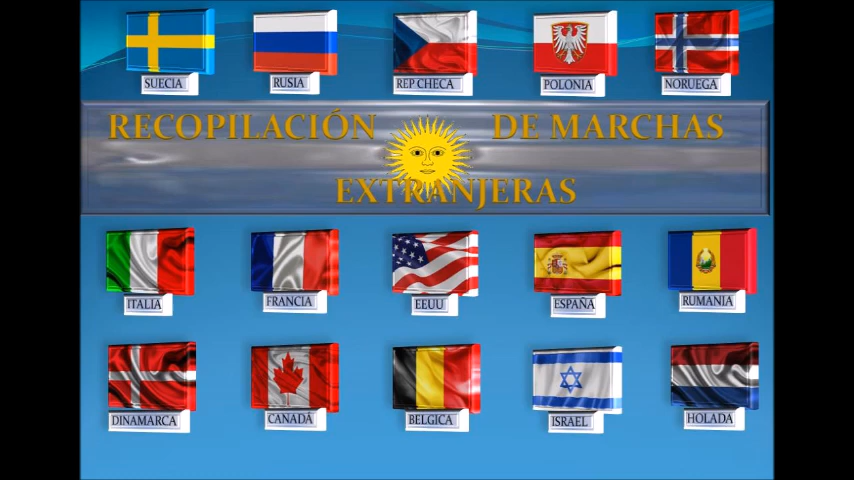 SUECIA
RUSIA
REP CHECA
POLONIA
NORUEGA
RECOPILACIÓN DE MARCHAS
EXTRANJERAS
ITALIA
FRANCIA
EEUU
ESPAÑA
RUMANIA
DINAMARCA
CANADÁ
BELGICA
ISRAEL
HOLADA